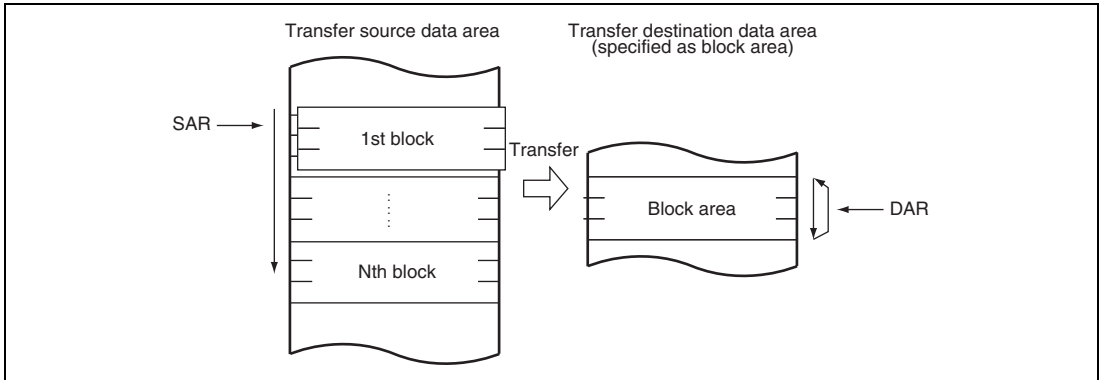 Transfer source data area
Transfer destination data area
(specified as block area)
SAR
1st block
Transfer
Block area
DAR
Nth block